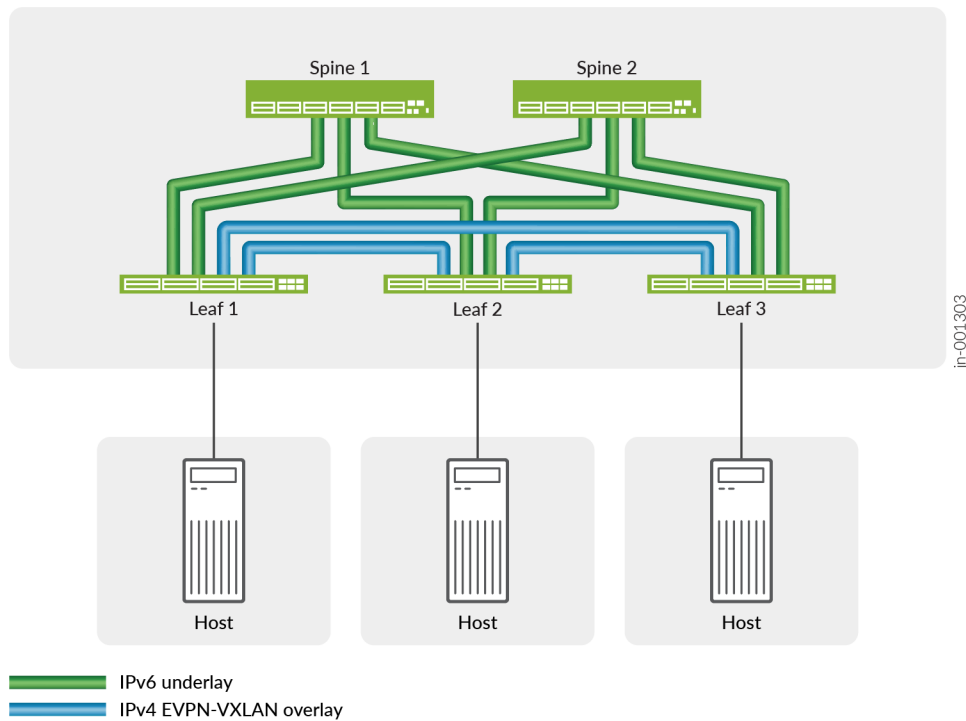 Spine 1
Spine 2
Leaf 1
Leaf 2
Leaf 3
in-001303
Host
Host
Host
IPv6 underlay
IPv4 EVPN-VXLAN overlay